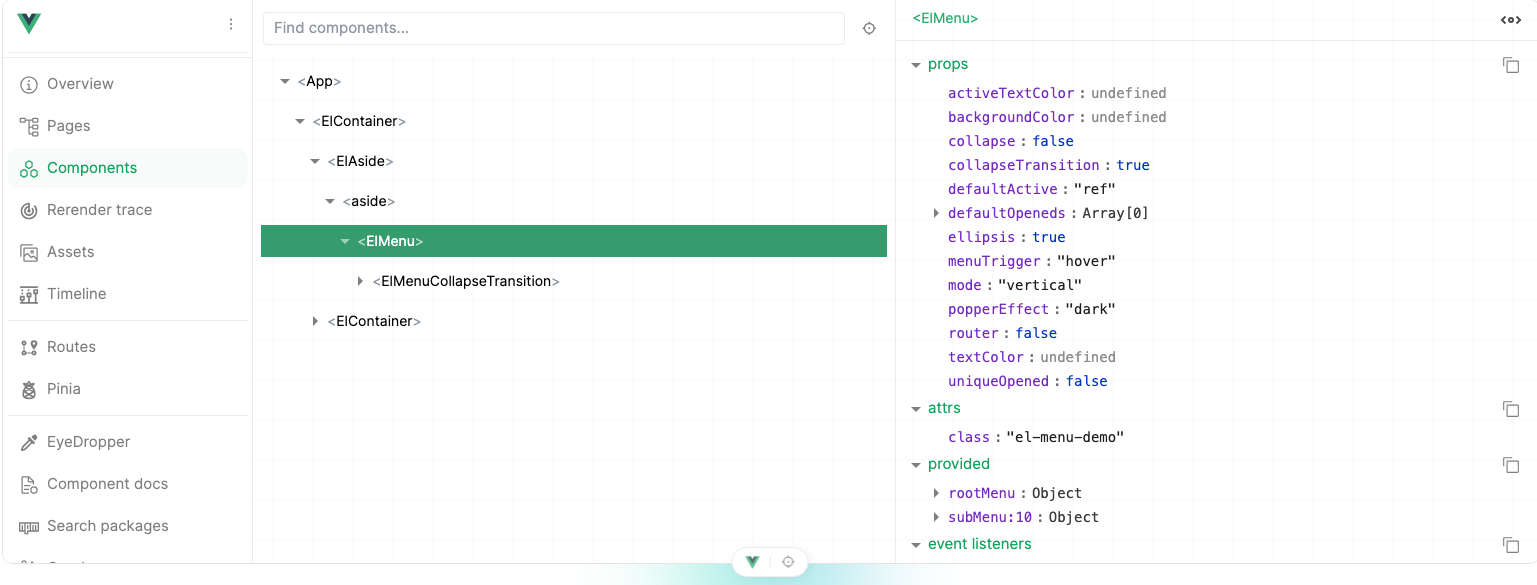 Overview
Pages
Components
Rerender trace
Assets
Timeline
Routes
Pinia
EyeDropper
Component docs
Search packages
Find components...
<App>
<ElContainer>
<ElAside>
<aside>
<ElMenu>
<ElMenuCollapseTransition>
<ElContainer>
<ElMenu>
props
activeTextColor : undefined
backgroundColor : undefined
collapse : false
collapseTransition : true
defaultActive : "ref"
defaultOpeneds : Array[0]
ellipsis : true
menuTrigger : "hover"
mode : "vertical"
popperEffect : "dark"
router : false
textColor : undefined
uniqueOpened : false
attrs
class : "el-menu-demo"
provided
rootMenu : Object
subMenu:10 : Object
event listeners